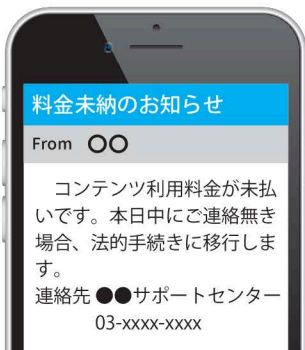 料金未納のお知らせ
From ○○
コンテンツ利用料金が未払
いです。本日中にご連絡無き
場合、法的手続きに移行しま
す。
連絡先 ●●サポートセンター
03-xxxx-xxxx